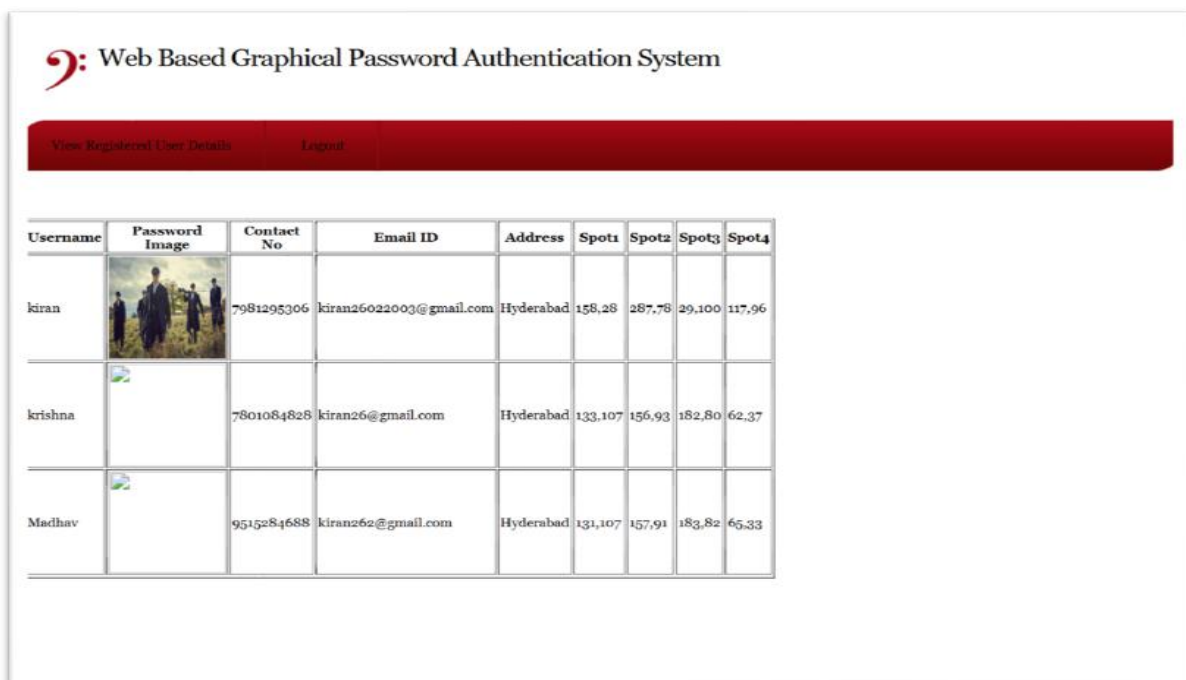 Web Based Graphical Password Authentication System
View Registered User Details Logout
Username Password Image Contact No Email ID Address Spot1 Spot2 Spot3 Spot4
kiran 7981295306 kiran26022003@gmail.com Hyderabad 158,28 287,78 29,100 117,96
krishna 7801084828 kiran26@gmail.com Hyderabad 133,107 156,93 182,80 62,37
Madhav 9515284688 kiran262@gmail.com Hyderabad 131,107 157,91 183,82 65,33